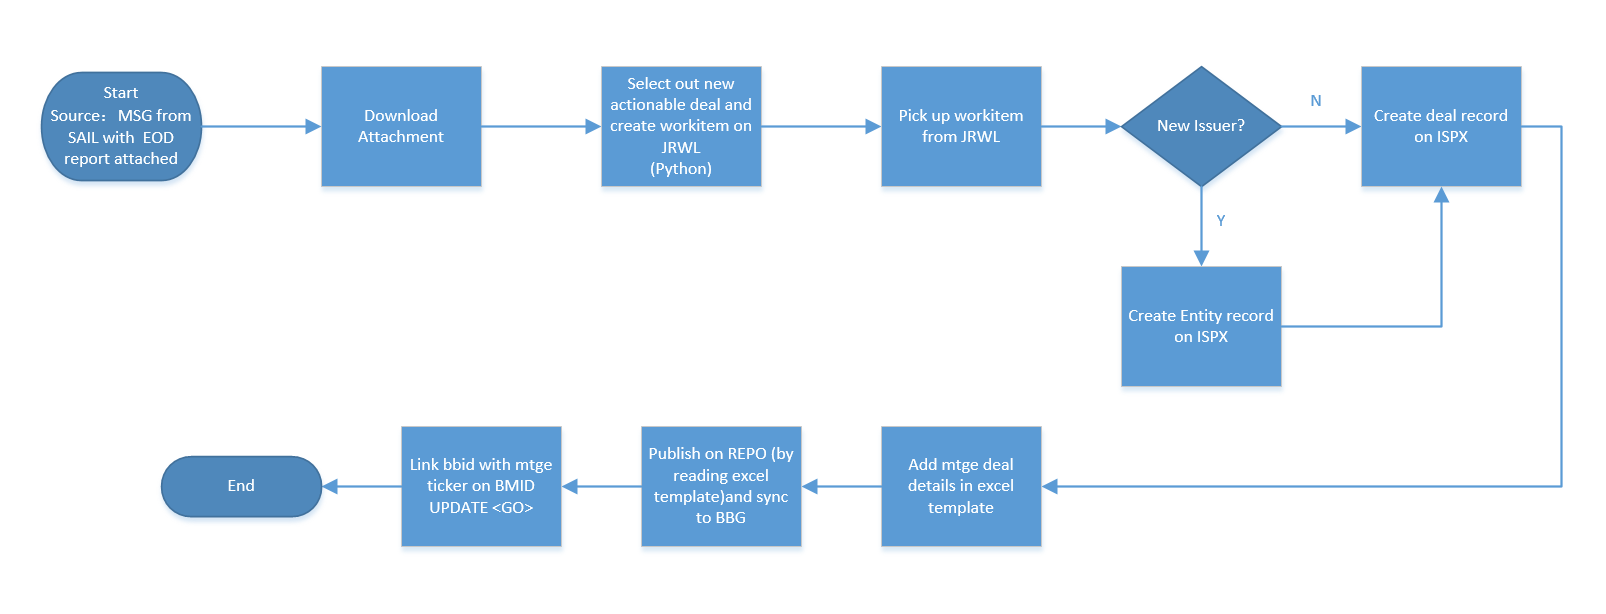 Start
Source：MSG from
SAIL with  EOD
report attached
Download
Attachment
Select out new
actionable deal and
create workitem on
JRWL
(Python)
Pick up workitem
from JRWL
New Issuer?
N
Create deal record
on ISPX
Y
Create Entity record
on ISPX
End
Link bbid with mtge
ticker on BMID
UPDATE <GO>
Publish on REPO (by
reading excel
template)and sync
to BBG
Add mtge deal
details in excel
template